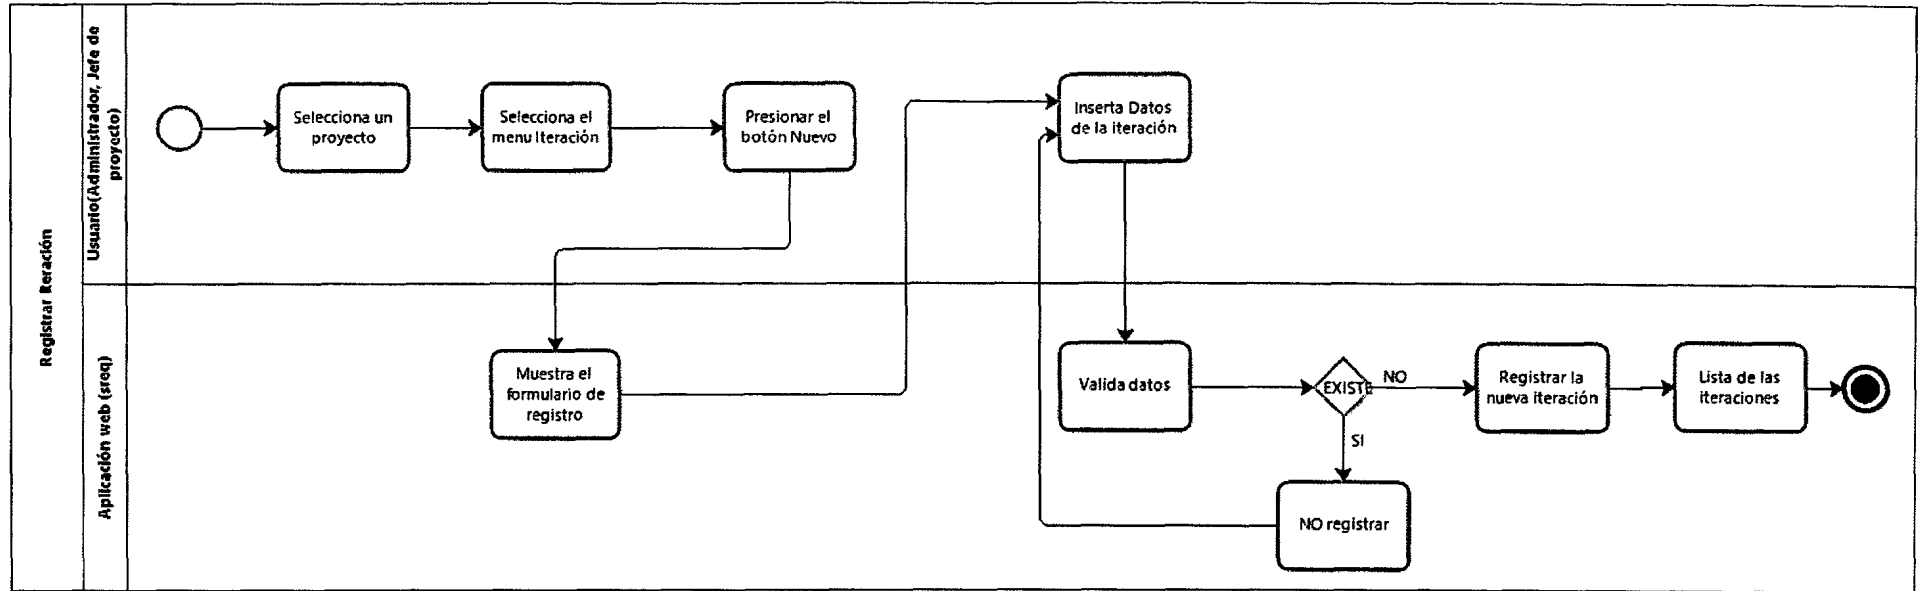 Registrar Reración
Usuario(Administrador, Jefe de
proyecto)
Selecciona un
proyecto
Selecciona el
menu Iteración
Presionar el
botón Nuevo
Inserta Datos
de la iteración
Aplicación web (sreq)
Muestra el
formulario de
registro
Valida datos
EXISTE
NO
SI
Registrar la
nueva iteración
Lista de las
iteraciones
NO registrar